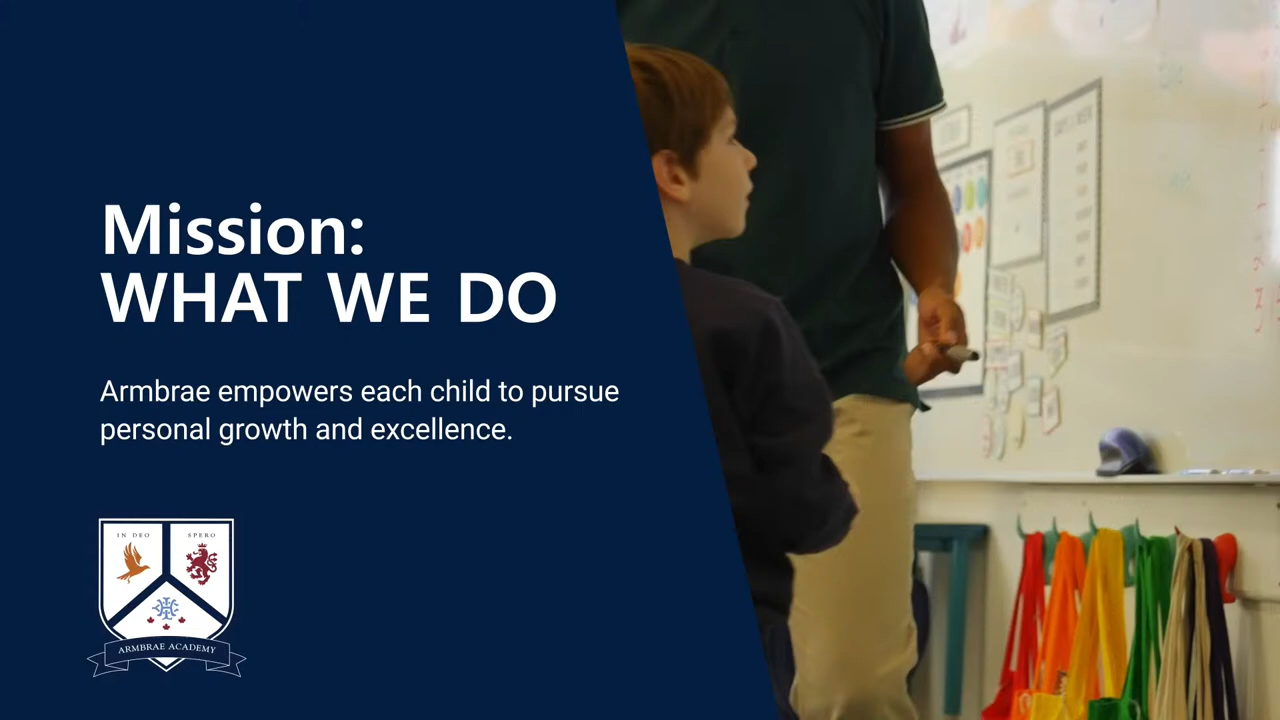 Mission:
WHAT WE DO
Armbrae empowers each child to pursue
personal growth and excellence.
IN DEO SPERO
ARMBRAE ACADEMY